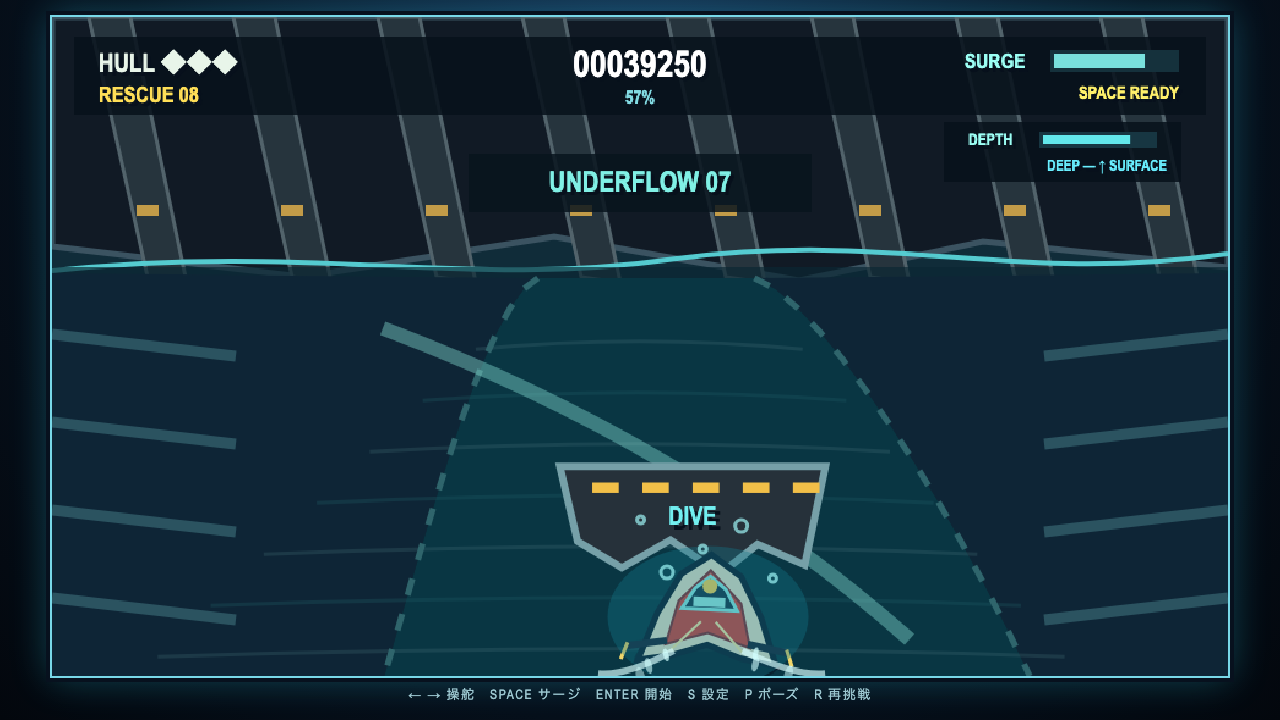 HULL
RESCUE 08
00039250
57%
SURGE
SPACE READY
DEPTH
DEEP — ↑ SURFACE
UNDERFLOW 07
DIVE
← → 操舵 SPACE サージ ENTER 開始 S 設定 P ポーズ R 再挑戦